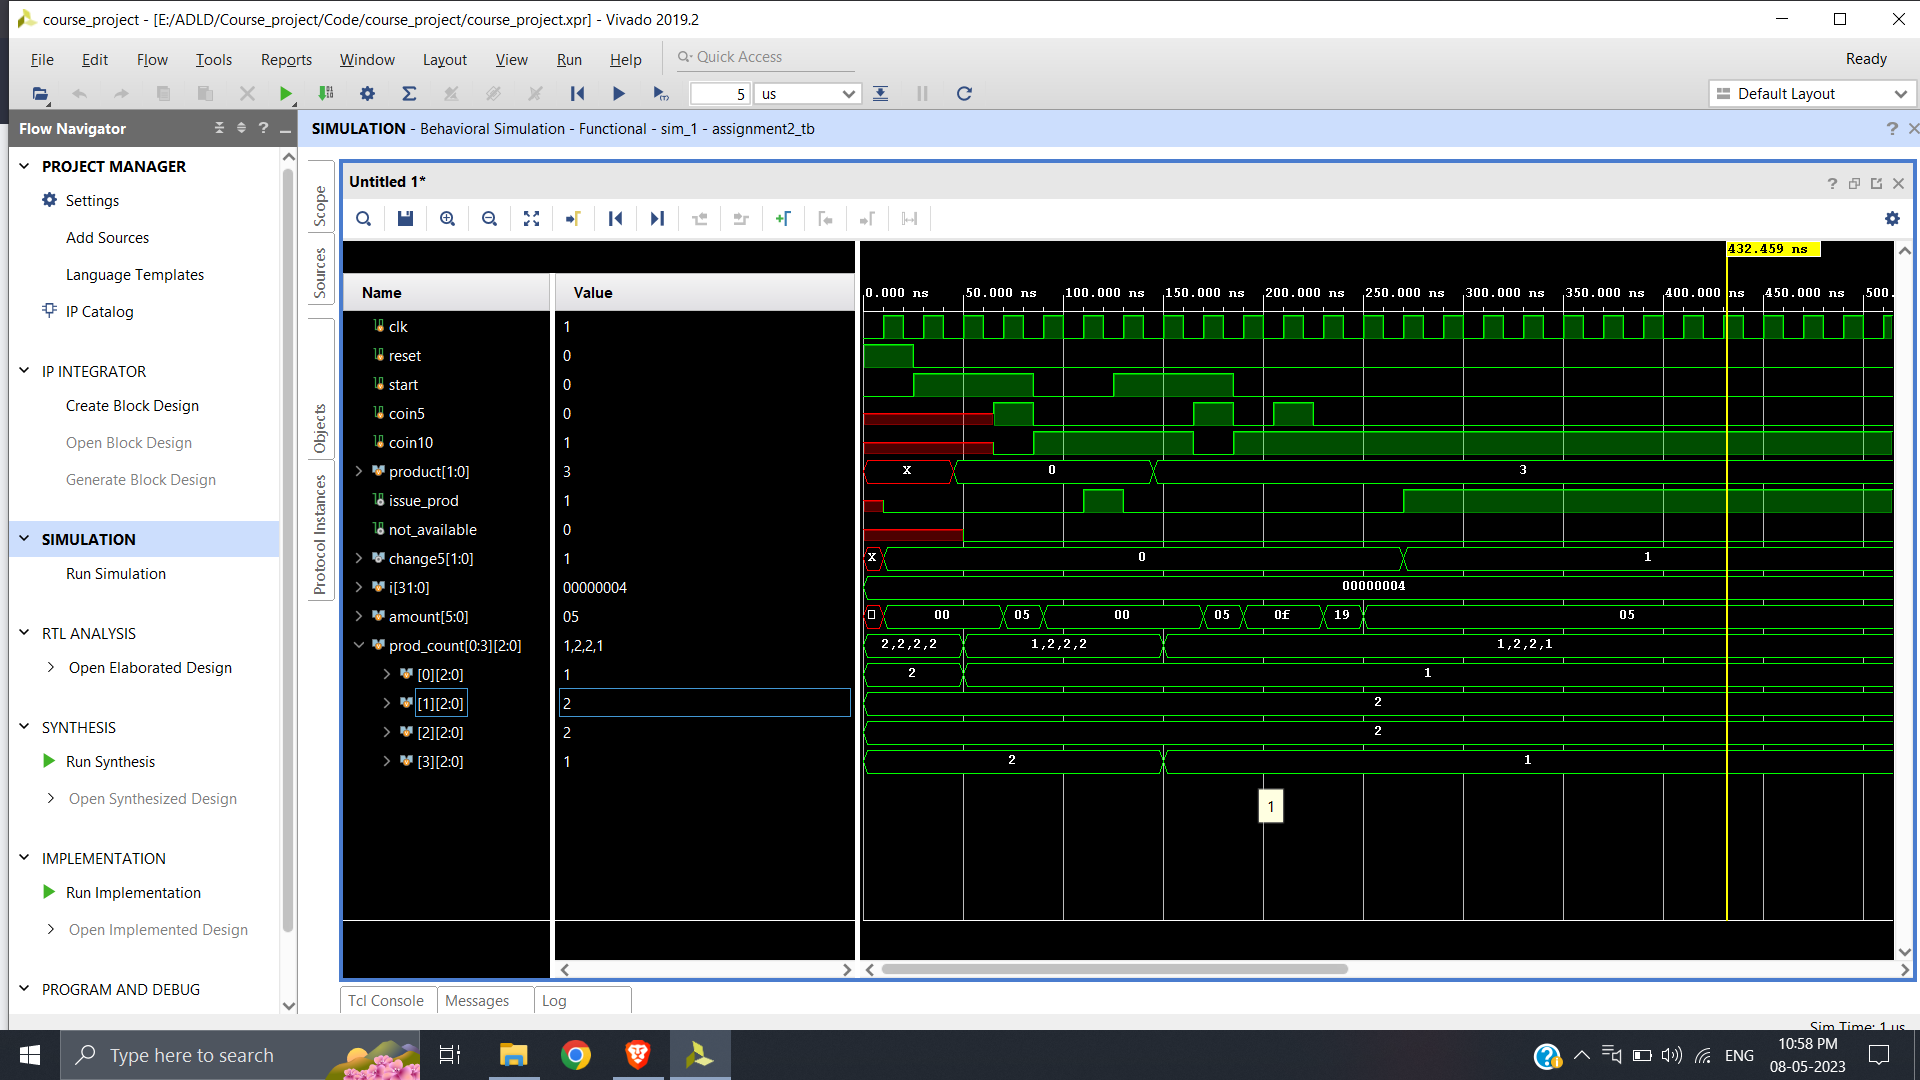 course_project - [E:/ADLD/Course_project/Code/course_project/course_project.xpr] - Vivado 2019.2
File Edit Flow Tools Reports Window Layout View Run Help Quick Access Ready
5 us Default Layout
Flow Navigator
SIMULATION - Behavioral Simulation - Functional - sim_1 - assignment2_tb
PROJECT MANAGER
Settings
Add Sources
Language Templates
IP Catalog
IP INTEGRATOR
Create Block Design
Open Block Design
Generate Block Design
SIMULATION
Run Simulation
RTL ANALYSIS
Open Elaborated Design
SYNTHESIS
Run Synthesis
Open Synthesized Design
IMPLEMENTATION
Run Implementation
Open Implemented Design
PROGRAM AND DEBUG
Scope
Sources
Objects
Protocol Instances
Untitled 1*
432.459 ns
Name Value
0.000 ns 50.000 ns 100.000 ns 150.000 ns 200.000 ns 250.000 ns 300.000 ns 350.000 ns 400.000 ns 450.000 ns 500.
clk 1
reset 0
start 0
coin5 0
coin10 1
product[1:0] 3 X 0 3
issue_prod 1
not_available 0
change5[1:0] 1 X 0 1
i[31:0] 00000004 00000004
amount[5:0] 05 00 05 00 05 0f 19 05
prod_count[0:3][2:0] 1,2,2,1 2,2,2,2 1,2,2,2 1,2,2,1
[0][2:0] 1 2 1
[1][2:0] 2 2
[2][2:0] 2 2
[3][2:0] 1 2 1
1
Tcl Console Messages Log
Sim Time: 1 us
Type here to search
ENG
10:58 PM
08-05-2023